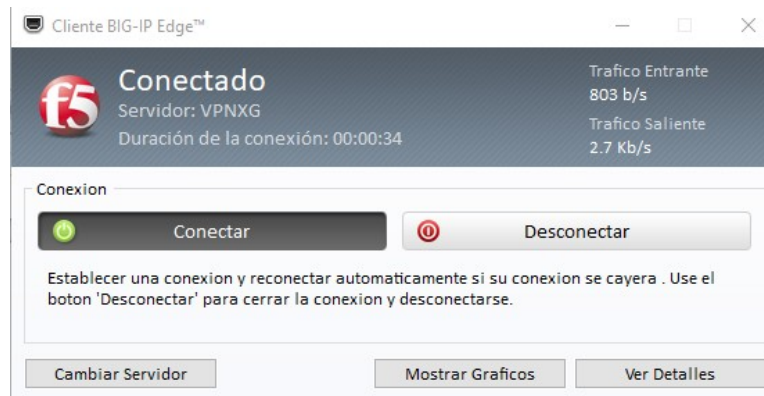 Cliente BIG-IP Edge™
f5
Conectado
Servidor: VPNXG
Duración de la conexión: 00:00:34
Trafico Entrante
803 b/s
Trafico Saliente
2.7 Kb/s
Conexion
Conectar
Desconectar
Establecer una conexion y reconectar automaticamente si su conexion se cayera . Use el
boton 'Desconectar' para cerrar la conexion y desconectarse.
Cambiar Servidor
Mostrar Graficos
Ver Detalles